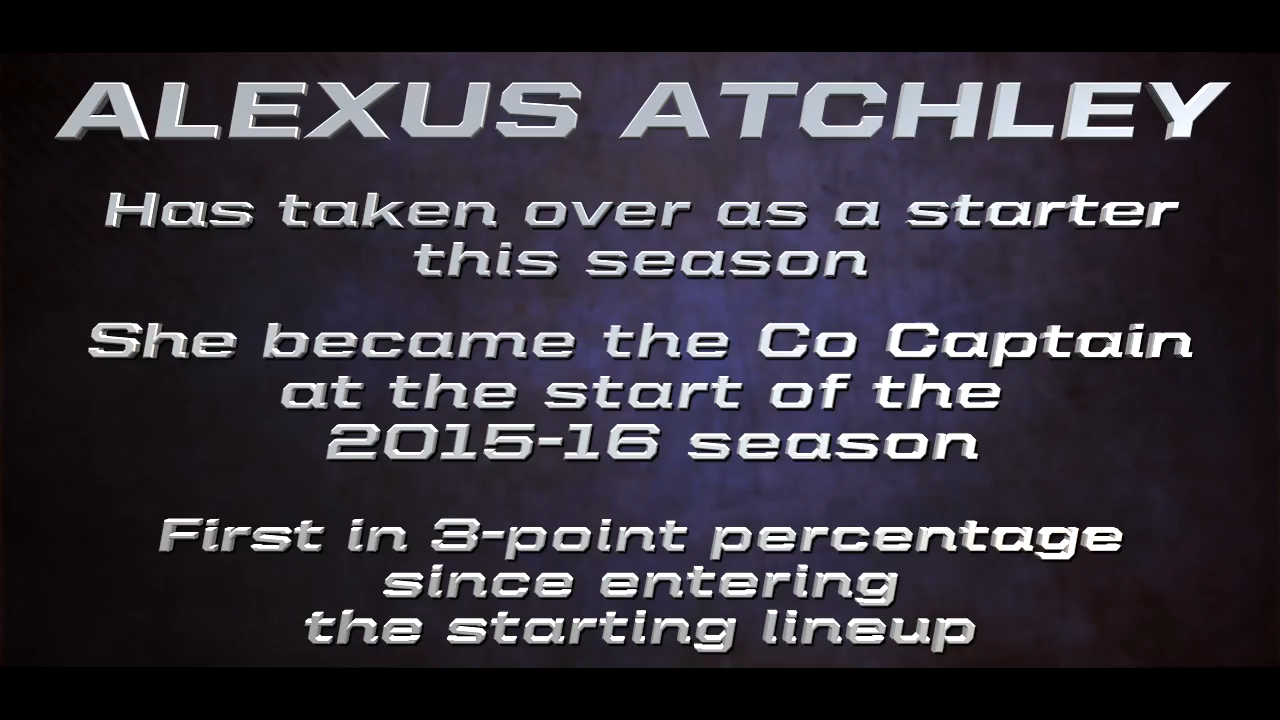 ALEXUS ATCHLEY
Has taken over as a starter
this season
She became the Co Captain
at the start of the
2015-16 season
First in 3-point percentage
since entering
the starting lineup